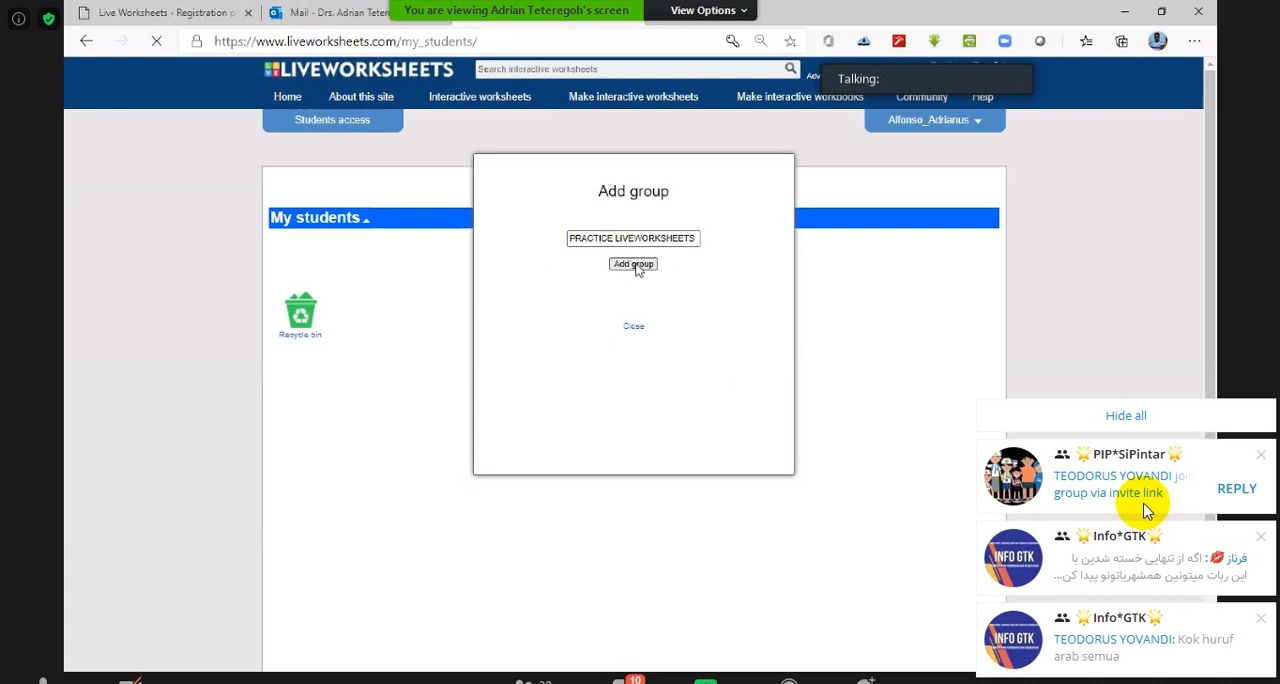 Live Worksheets - Registration p
Mail - Drs. Adrian Teter
You are viewing Adrian Teteregoh's screen
View Options
https://www.liveworksheets.com/my_students/
LIVEWORKSHEETS
Search interactive worksheets
Talking:
Home
About this site
Interactive worksheets
Make interactive worksheets
Make interactive workbooks
Community
Help
Students access
Alfonso_Adrianus
Add group
My students
PRACTICE LIVEWORKSHEETS
Add group
Recycle bin
Close
Hide all
🌟PIP*SiPintar🌟
TEODORUS YOVANDI joi
group via invite link
REPLY
🌟Info*GTK🌟
فرناز 💋: اگه از تنهایی خسته شدین با
این ربات میتونین همشهریاتونو پیدا کن...
🌟Info*GTK🌟
TEODORUS YOVANDI: Kok huruf
arab semua
10